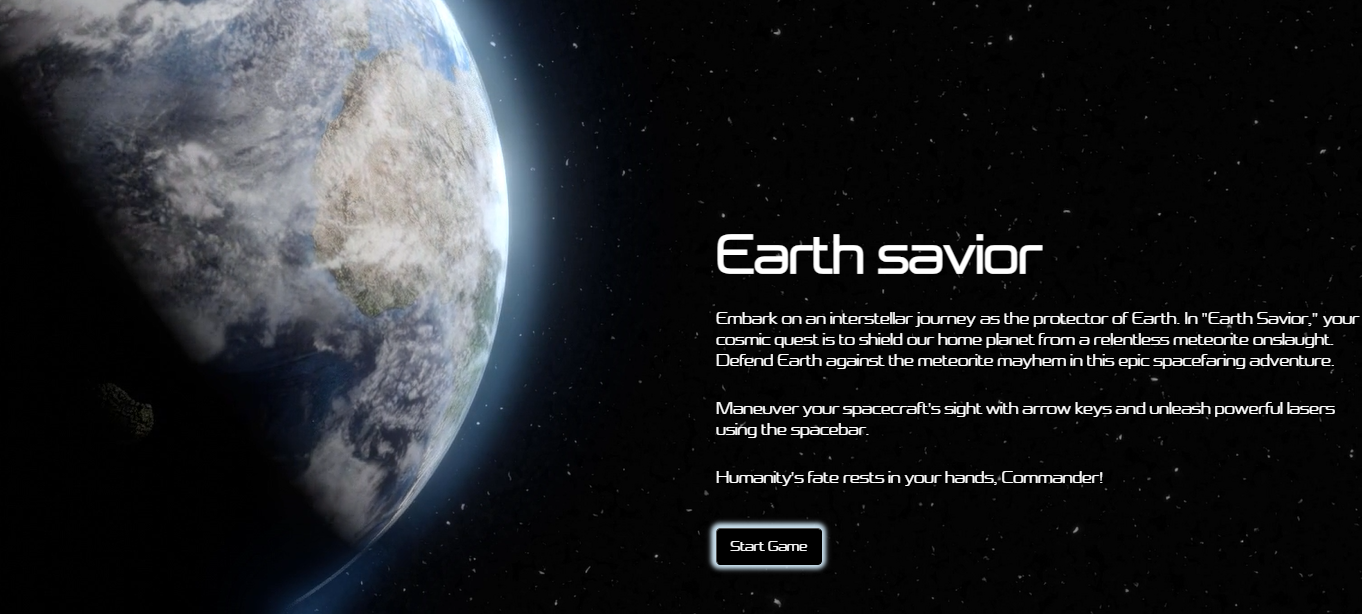 Earth savior
Embark on an interstellar journey as the protector of Earth. In "Earth Savior," your
cosmic quest is to shield our home planet from a relentless meteorite onslaught.
Defend Earth against the meteorite mayhem in this epic spacefaring adventure.
Maneuver your spacecraft's sight with arrow keys and unleash powerful lasers
using the spacebar.
Humanity's fate rests in your hands, Commander!
Start Game